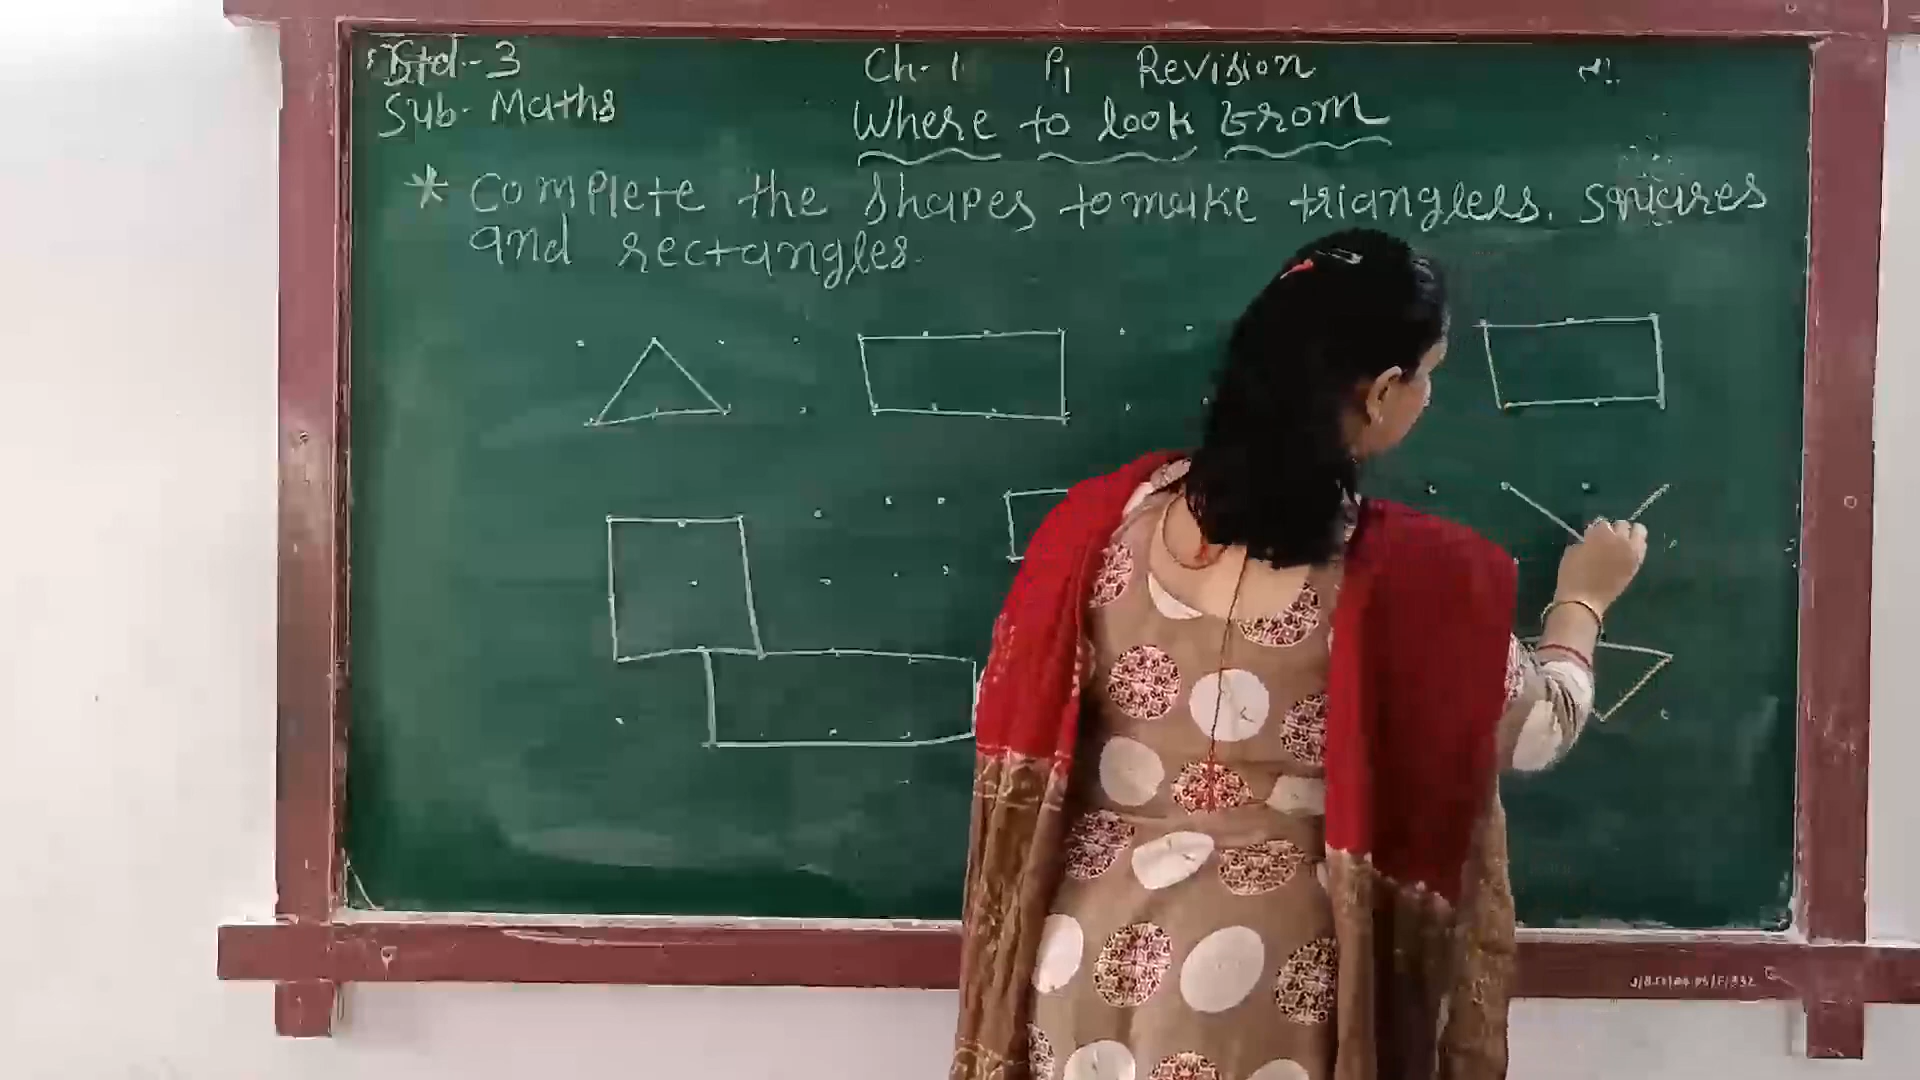 Std - 3
Ch- 1 P1 Revision
Sub- Maths
Where to look From
* Complete the shapes to make trianglels. squares
and rectangles.